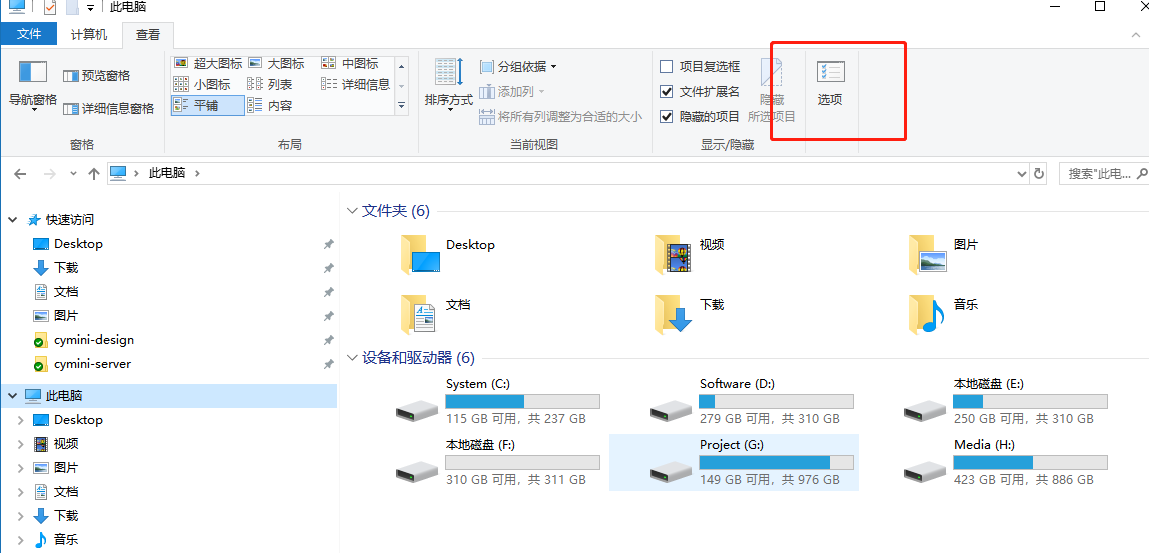 此电脑
文件 计算机 查看
超大图标 大图标 中图标
小图标 列表 详细信息
平铺 内容
导航窗格
预览窗格
详细信息窗格
排序方式
分组依据
添加列
将所有列调整为合适的大小
项目复选框
文件扩展名
隐藏的项目
隐藏
所选项目
选项
窗格 布局 当前视图 显示/隐藏
此电脑
搜索"此电...
快速访问
Desktop
下载
文档
图片
cymini-design
cymini-server
此电脑
Desktop
视频
图片
文档
下载
音乐
文件夹 (6)
Desktop 视频 图片
文档 下载 音乐
设备和驱动器 (6)
System (C:) Software (D:) 本地磁盘 (E:)
115 GB 可用，共 237 GB 279 GB 可用，共 310 GB 250 GB 可用，共 310 GB
本地磁盘 (F:) Project (G:) Media (H:)
310 GB 可用，共 311 GB 149 GB 可用，共 976 GB 423 GB 可用，共 886 GB